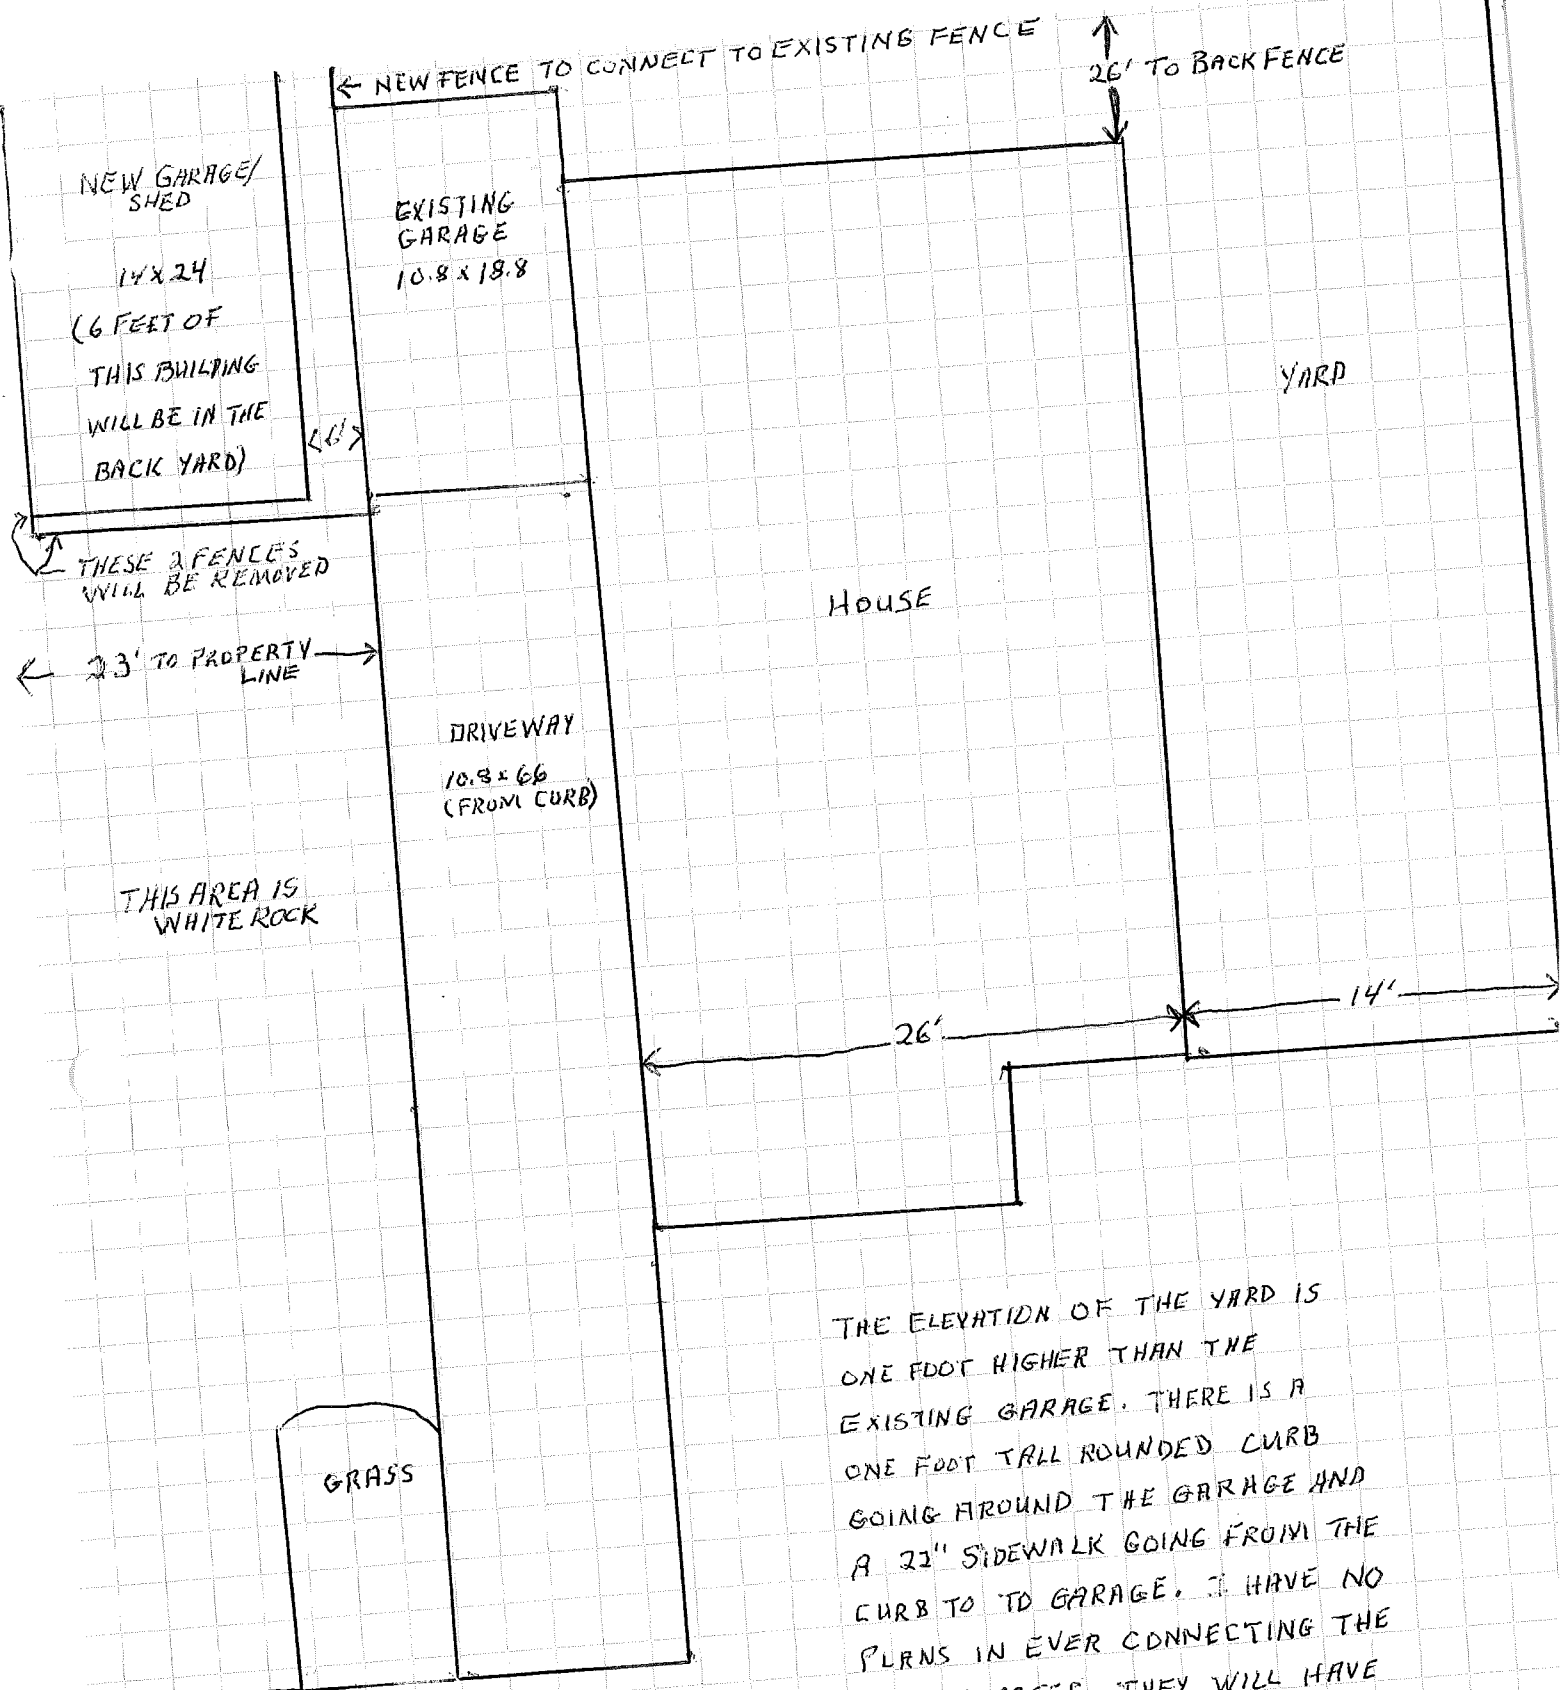 ← NEW FENCE TO CONNECT TO EXISTING FENCE
26' TO BACK FENCE
NEW GARAGE/
SHED
14 X 24
(6 FEET OF
THIS BUILDING
WILL BE IN THE
BACK YARD)
EXISTING
GARAGE
10.8 x 18.8
6'
YARD
THESE 2 FENCES
WILL BE REMOVED
HOUSE
23' TO PROPERTY
LINE
DRIVEWAY
10.8 x 66
(FROM CURB)
THIS AREA IS
WHITE ROCK
26'
14'
GRASS
THE ELEVATION OF THE YARD IS
ONE FOOT HIGHER THAN THE
EXISTING GARAGE. THERE IS A
ONE FOOT TALL ROUNDED CURB
GOING AROUND THE GARAGE AND
A 22" SIDEWALK GOING FROM THE
CURB TO TO GARAGE. I HAVE NO
PLANS IN EVER CONNECTING THE
THEY WILL HAVE